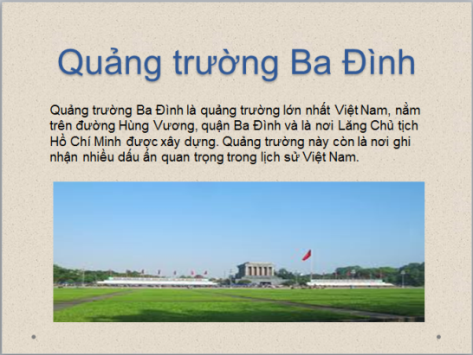 Quảng trường Ba Đình
Quảng trường Ba Đình là quảng trường lớn nhất Việt Nam, nằm
trên đường Hùng Vương, quận Ba Đình và là nơi Lăng Chủ tịch
Hồ Chí Minh được xây dựng. Quảng trường này còn là nơi ghi
nhận nhiều dấu ấn quan trọng trong lịch sử Việt Nam.